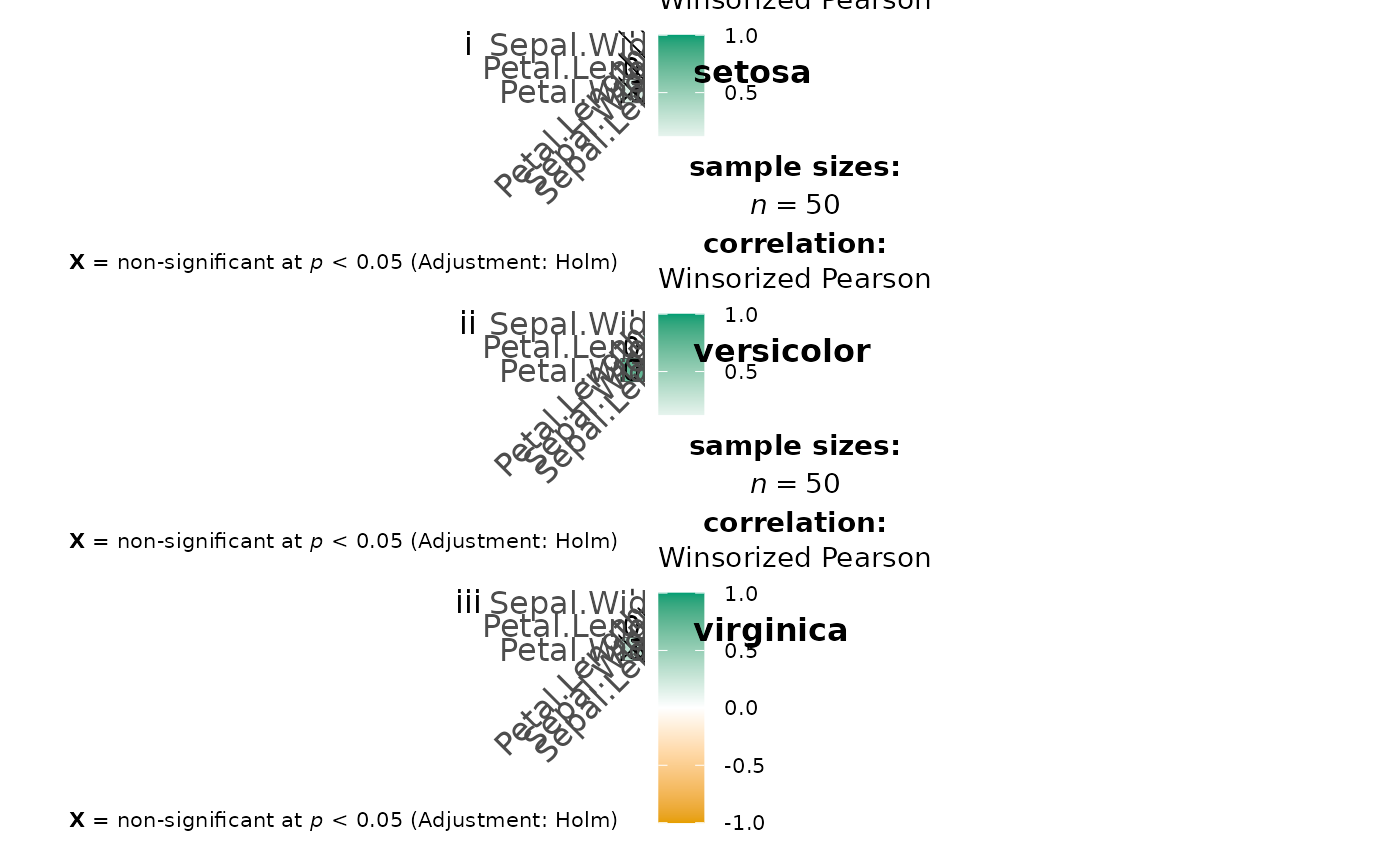 Winsorized Pearson
i
Sepal.Wid
Petal.Leng
Petal.Wid
Petal.Length
Sepal.Width
Sepal.Le
1.0
0.5
setosa
sample sizes:
n = 50
correlation:
X = non-significant at p < 0.05 (Adjustment: Holm)
Winsorized Pearson
ii
Sepal.Wid
Petal.Leng
Petal.Wid
Petal.Length
Sepal.Width
Sepal.Le
1.0
0.5
versicolor
sample sizes:
n = 50
correlation:
X = non-significant at p < 0.05 (Adjustment: Holm)
Winsorized Pearson
iii
Sepal.Wid
Petal.Leng
Petal.Wid
Petal.Length
Sepal.Width
Sepal.Le
1.0
0.5
0.0
-0.5
-1.0
virginica
X = non-significant at p < 0.05 (Adjustment: Holm)